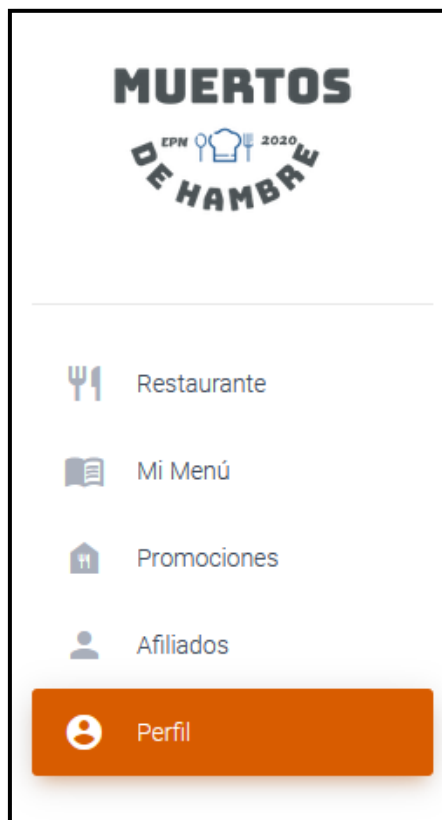 MUERTOS
EPN 2020
DE HAMBRE
Restaurante
Mi Menú
Promociones
Afiliados
Perfil